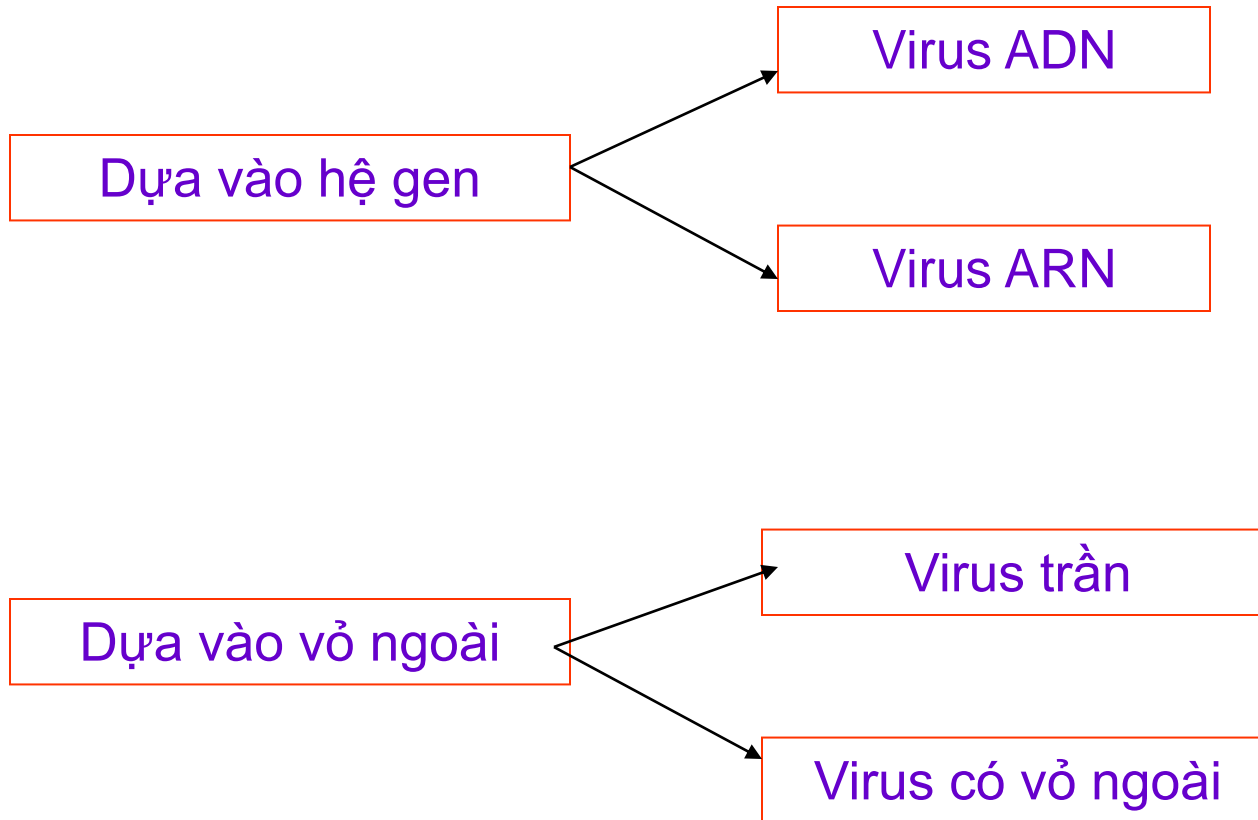 Dựa vào hệ gen
Virus ADN
Virus ARN
Dựa vào vỏ ngoài
Virus trần
Virus có vỏ ngoài